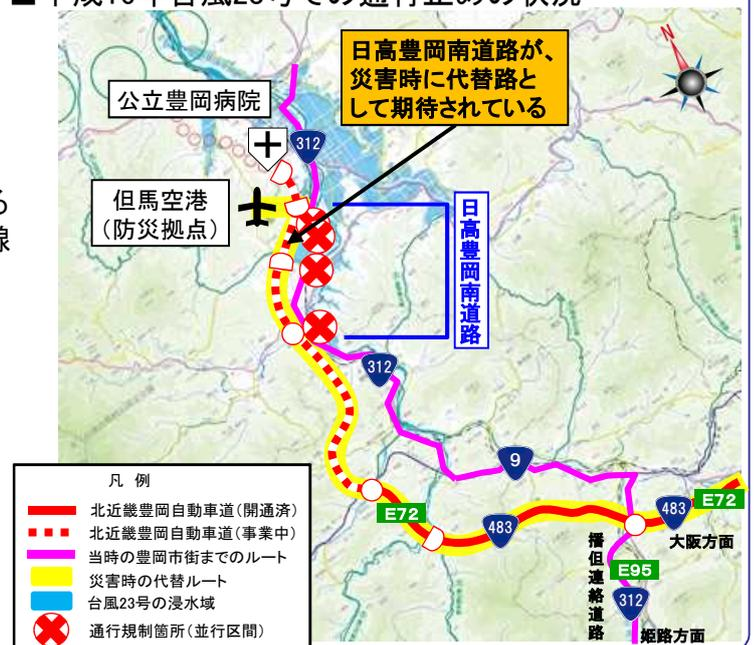 ■ 平成16年台風23号での通行止めの状況
日高豊岡南道路が、
災害時に代替路と
して期待されている
N
公立豊岡病院
312
但馬空港
(防災拠点)
る
線
日高豊岡南道路
312
9
E72
483
483
E72
大阪方面
播但連絡道路
E95
312
姫路方面
凡 例
北近畿豊岡自動車道(開通済)
北近畿豊岡自動車道(事業中)
当時の豊岡市街までのルート
災害時の代替ルート
台風23号の浸水域
通行規制箇所(並行区間)